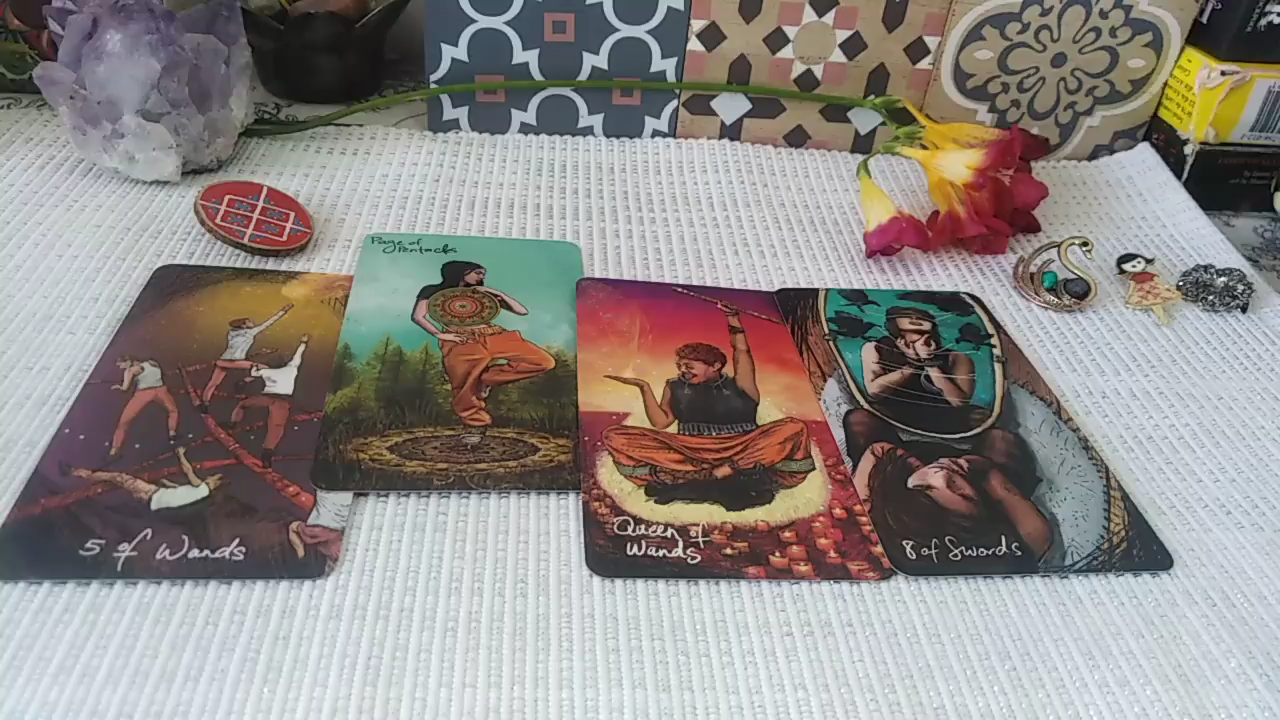 Page of
Pentacles
5 of Wands
Queen of
Wands
8 of Swords